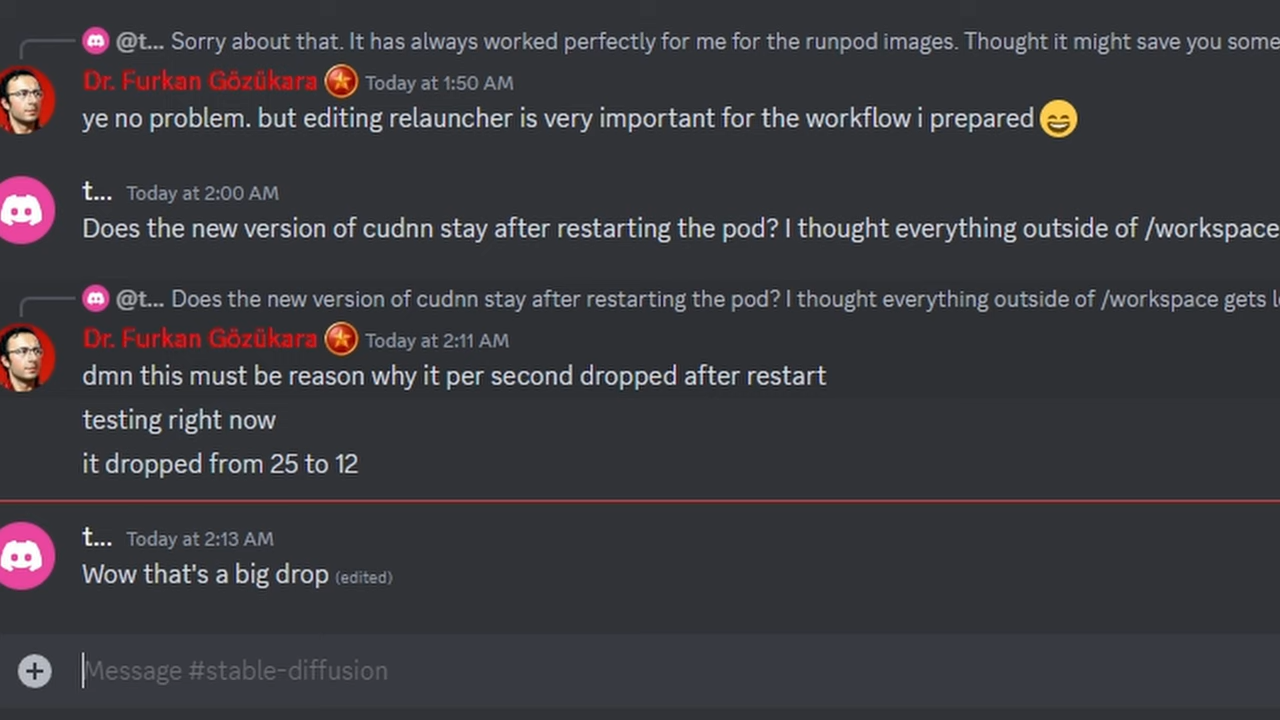 @t... Sorry about that. It has always worked perfectly for me for the runpod images. Thought it might save you some
Dr. Furkan Gözükara Today at 1:50 AM
ye no problem. but editing relauncher is very important for the workflow i prepared
t... Today at 2:00 AM
Does the new version of cudnn stay after restarting the pod? I thought everything outside of /workspace
@t... Does the new version of cudnn stay after restarting the pod? I thought everything outside of /workspace gets
Dr. Furkan Gözükara Today at 2:11 AM
dmn this must be reason why it per second dropped after restart
testing right now
it dropped from 25 to 12
t... Today at 2:13 AM
Wow that's a big drop (edited)
Message #stable-diffusion